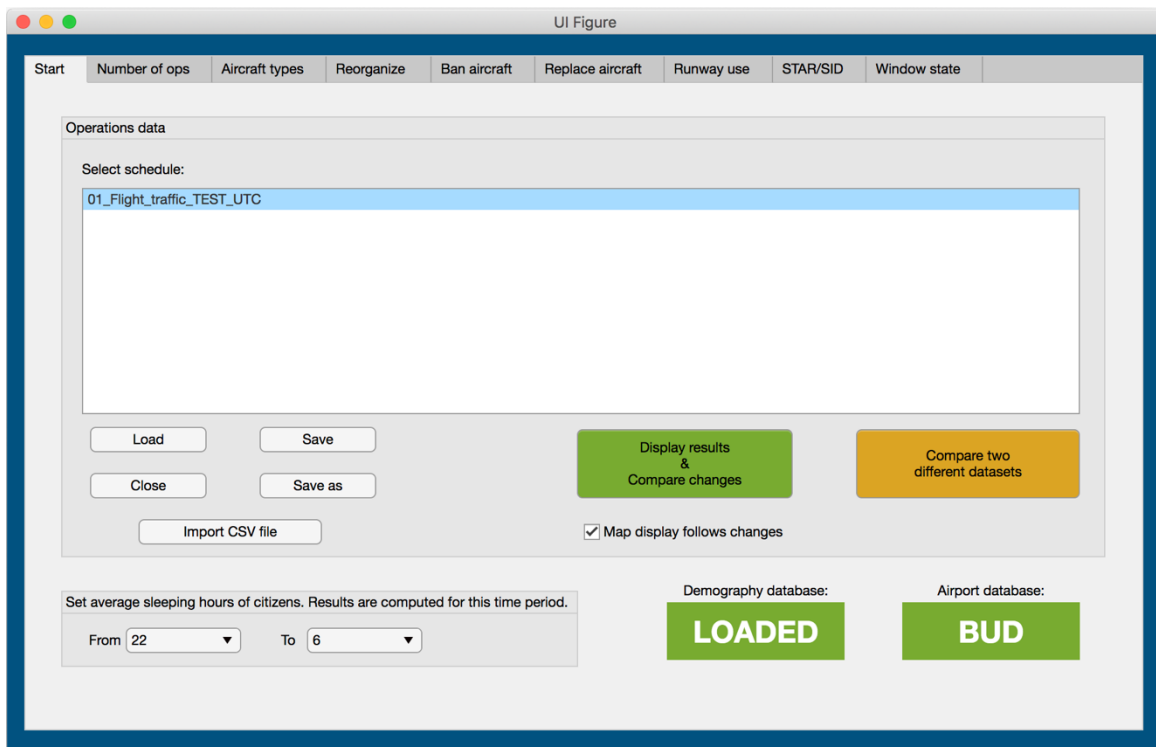 UI Figure
Start
Number of ops
Aircraft types
Reorganize
Ban aircraft
Replace aircraft
Runway use
STAR/SID
Window state
Operations data
Select schedule:
01_Flight_traffic_TEST_UTC
Load
Save
Close
Save as
Import CSV file
Display results
&
Compare changes
Compare two
different datasets
Map display follows changes
Set average sleeping hours of citizens. Results are computed for this time period.
From 22
To 6
Demography database:
LOADED
Airport database:
BUD